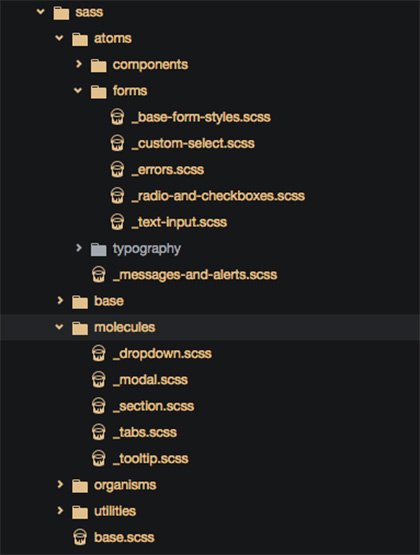 sass
atoms
components
forms
_base-form-styles.scss
_custom-select.scss
_errors.scss
_radio-and-checkboxes.scss
_text-input.scss
typography
_messages-and-alerts.scss
base
molecules
_dropdown.scss
_modal.scss
_section.scss
_tabs.scss
_tooltip.scss
organisms
utilities
base.scss